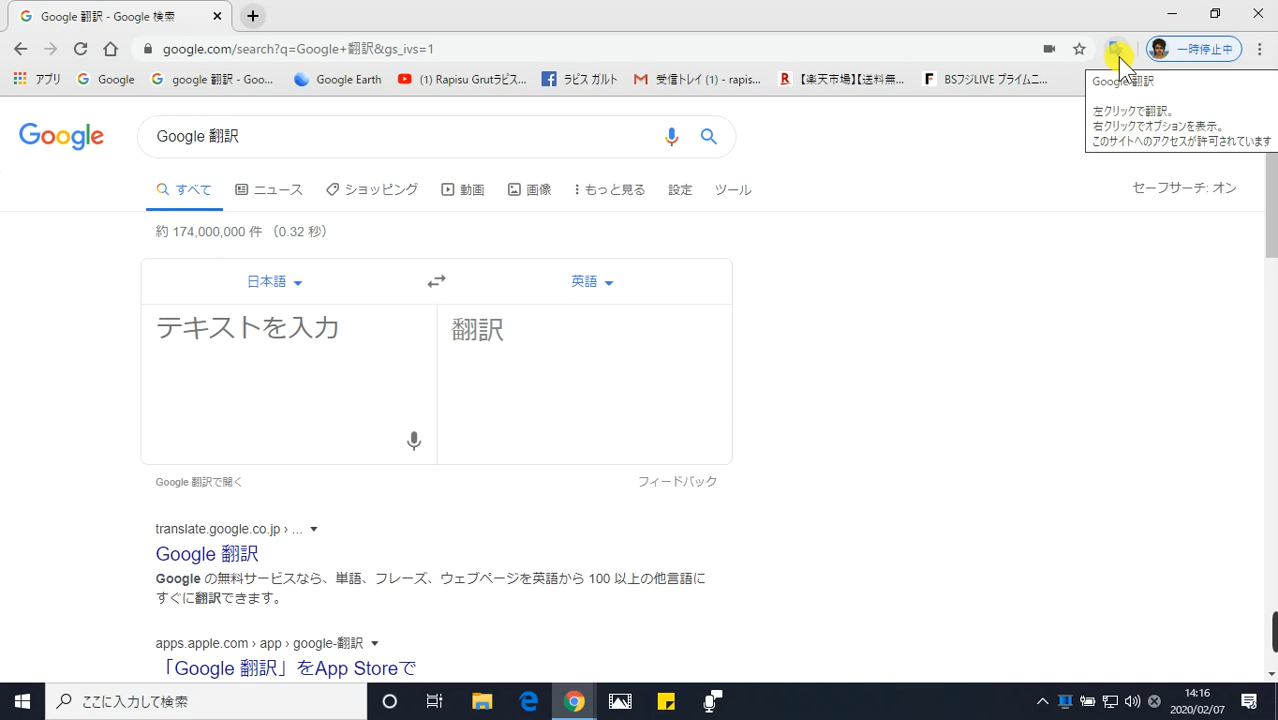 Google 翻訳 - Google 検索
google.com/search?q=Google+翻訳&gs_ivs=1
一時停止中
アプリ
Google
google 翻訳 - Goo...
Google Earth
(1) Rapisu Grutラピス...
ラピス ガルト
受信トレイ (1) - rapis...
【楽天市場】【送料無...
BSフジLIVE プライムニ...
Google 翻訳
左クリックで翻訳。
右クリックでオプションを表示。
このサイトへのアクセスが許可されています
Google
Google 翻訳
すべて
ニュース
ショッピング
動画
画像
もっと見る
設定
ツール
セーフサーチ: オン
約 174,000,000 件 （0.32 秒）
日本語
英語
テキストを入力
翻訳
Google 翻訳で開く
フィードバック
translate.google.co.jp › ...
Google 翻訳
Google の無料サービスなら、単語、フレーズ、ウェブページを英語から 100 以上の他言語に
すぐに翻訳できます。
apps.apple.com › app › google-翻訳
「Google 翻訳」をApp Storeで
ここに入力して検索
14:16
2020/02/07